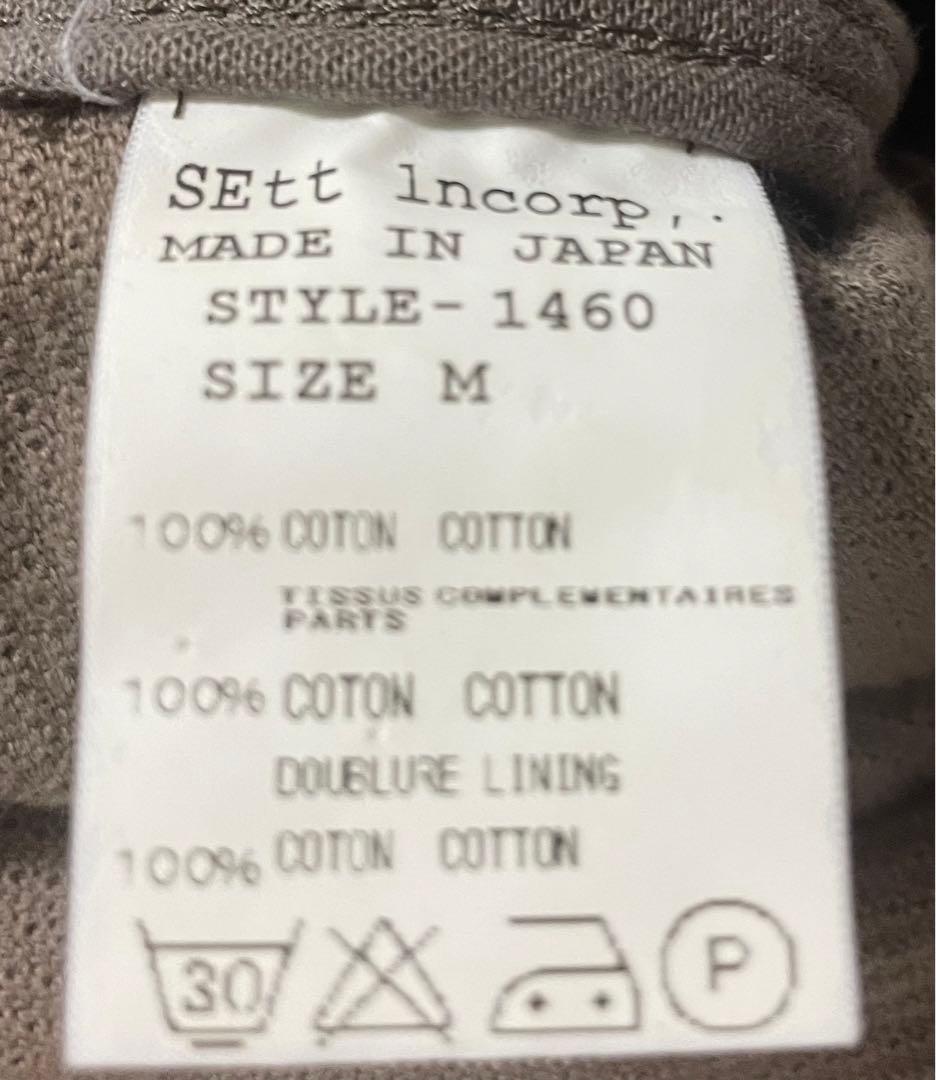 SEtt lncorp,.
MADE IN JAPAN
STYLE-1460
SIZE M
100% COTON COTTON
TISSUS COMPLEMENTAIRES
PARTS
100% COTON COTTON
DOUBLURE LINING
100% COTON COTTON
30 P